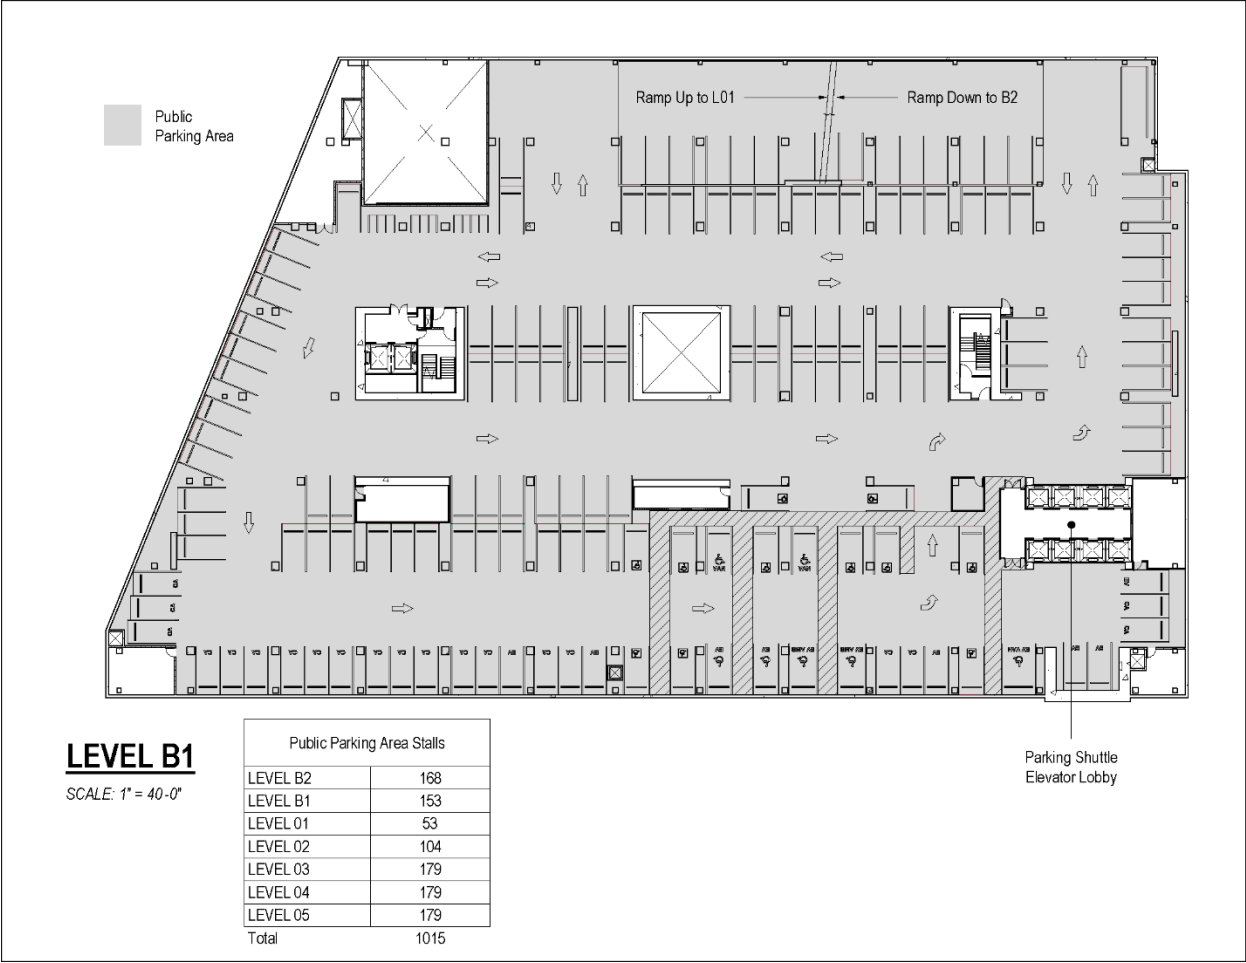 Public
Parking Area
Ramp Up to L01
Ramp Down to B2
LEVEL B1
SCALE: 1" = 40-0"
Public Parking Area Stalls
LEVEL B2 168
LEVEL B1 153
LEVEL 01 53
LEVEL 02 104
LEVEL 03 179
LEVEL 04 179
LEVEL 05 179
Total 1015
Parking Shuttle
Elevator Lobby